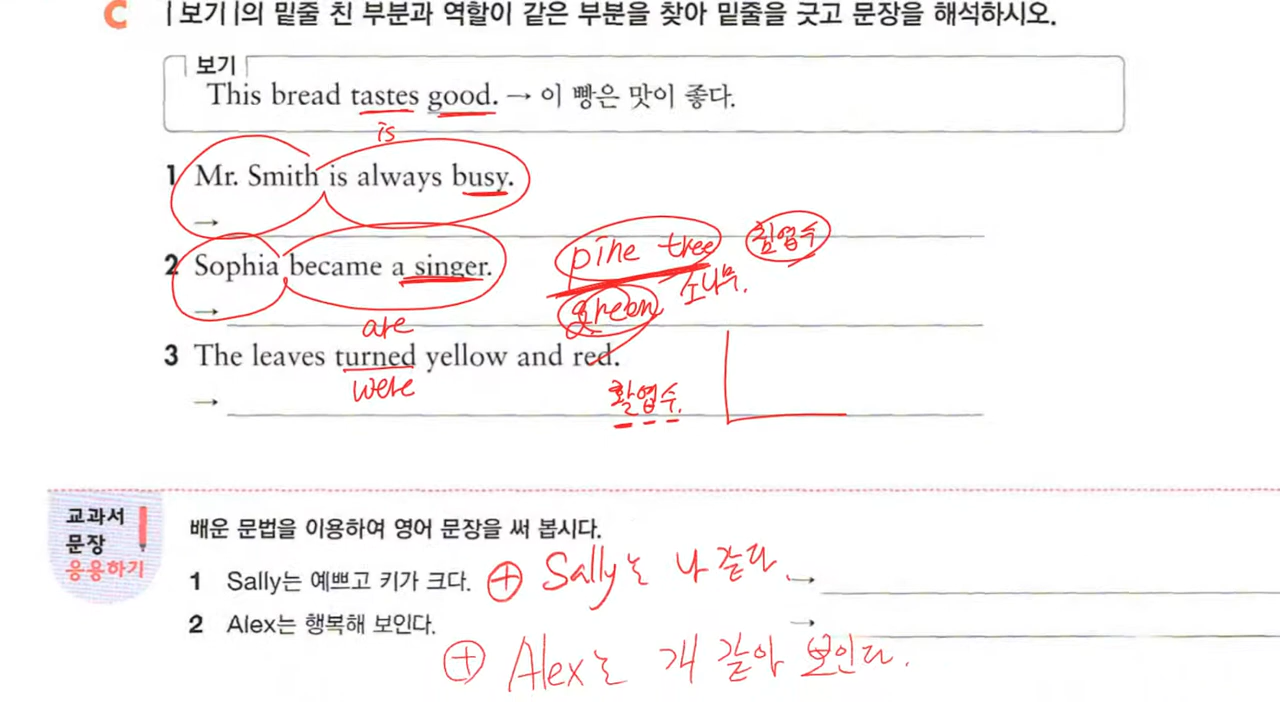 C |보기|의 밑줄 친 부분과 역할이 같은 부분을 찾아 밑줄을 긋고 문장을 해석하시오.
보기
This bread tastes good. → 이 빵은 맛이 좋다.
is
1 Mr. Smith is always busy.
→
pine tree 침엽수
2 Sophia became a singer.
소나무.
green
→
are
3 The leaves turned yellow and red.
were
활엽수.
→
교과서 문장 응용하기
배운 문법을 이용하여 영어 문장을 써 봅시다.
1 Sally는 예쁘고 키가 크다. ⊕ Sally는 나 같다. →
2 Alex는 행복해 보인다. →
⊕ Alex는 개 같아 보인다.